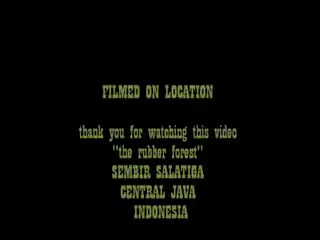 FILMED ON LOCATION
thank you for watching this video
"the rubber forest"
SEMBIR SALATIGA
CENTRAL JAVA
INDONESIA